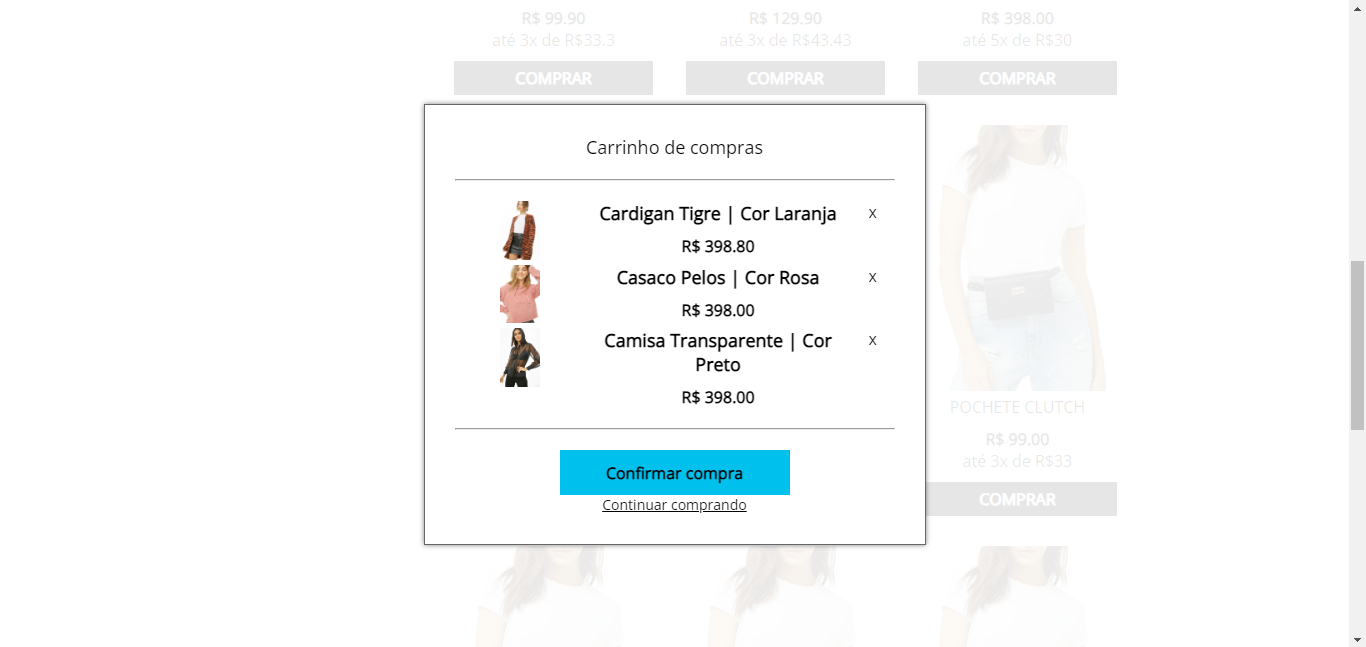 R$ 99.90
até 3x de R$33.3
COMPRAR
R$ 129.90
até 3x de R$43.43
COMPRAR
R$ 398.00
até 5x de R$30
COMPRAR
Carrinho de compras
Cardigan Tigre | Cor Laranja
x
R$ 398.80
Casaco Pelos | Cor Rosa
x
R$ 398.00
Camisa Transparente | Cor
Preto
x
R$ 398.00
Confirmar compra
Continuar comprando
POCHETE CLUTCH
R$ 99.00
até 3x de R$33
COMPRAR